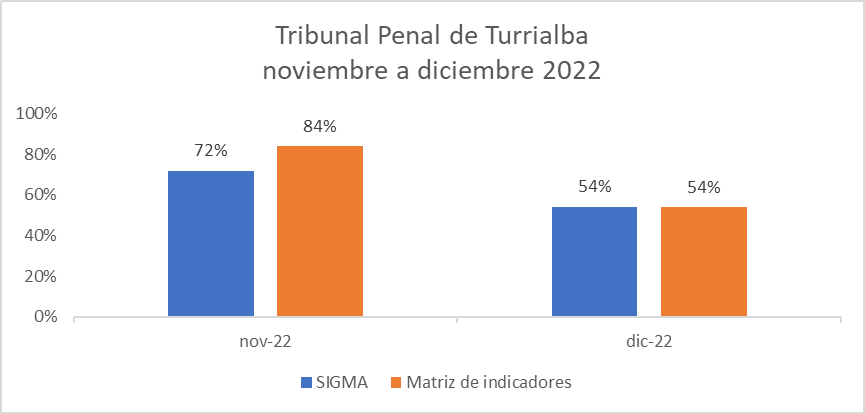 Tribunal Penal de Turrialba
noviembre a diciembre 2022
100%
80%
60%
40%
20%
0%
72%
84%
54%
54%
nov-22
dic-22
SIGMA
Matriz de indicadores